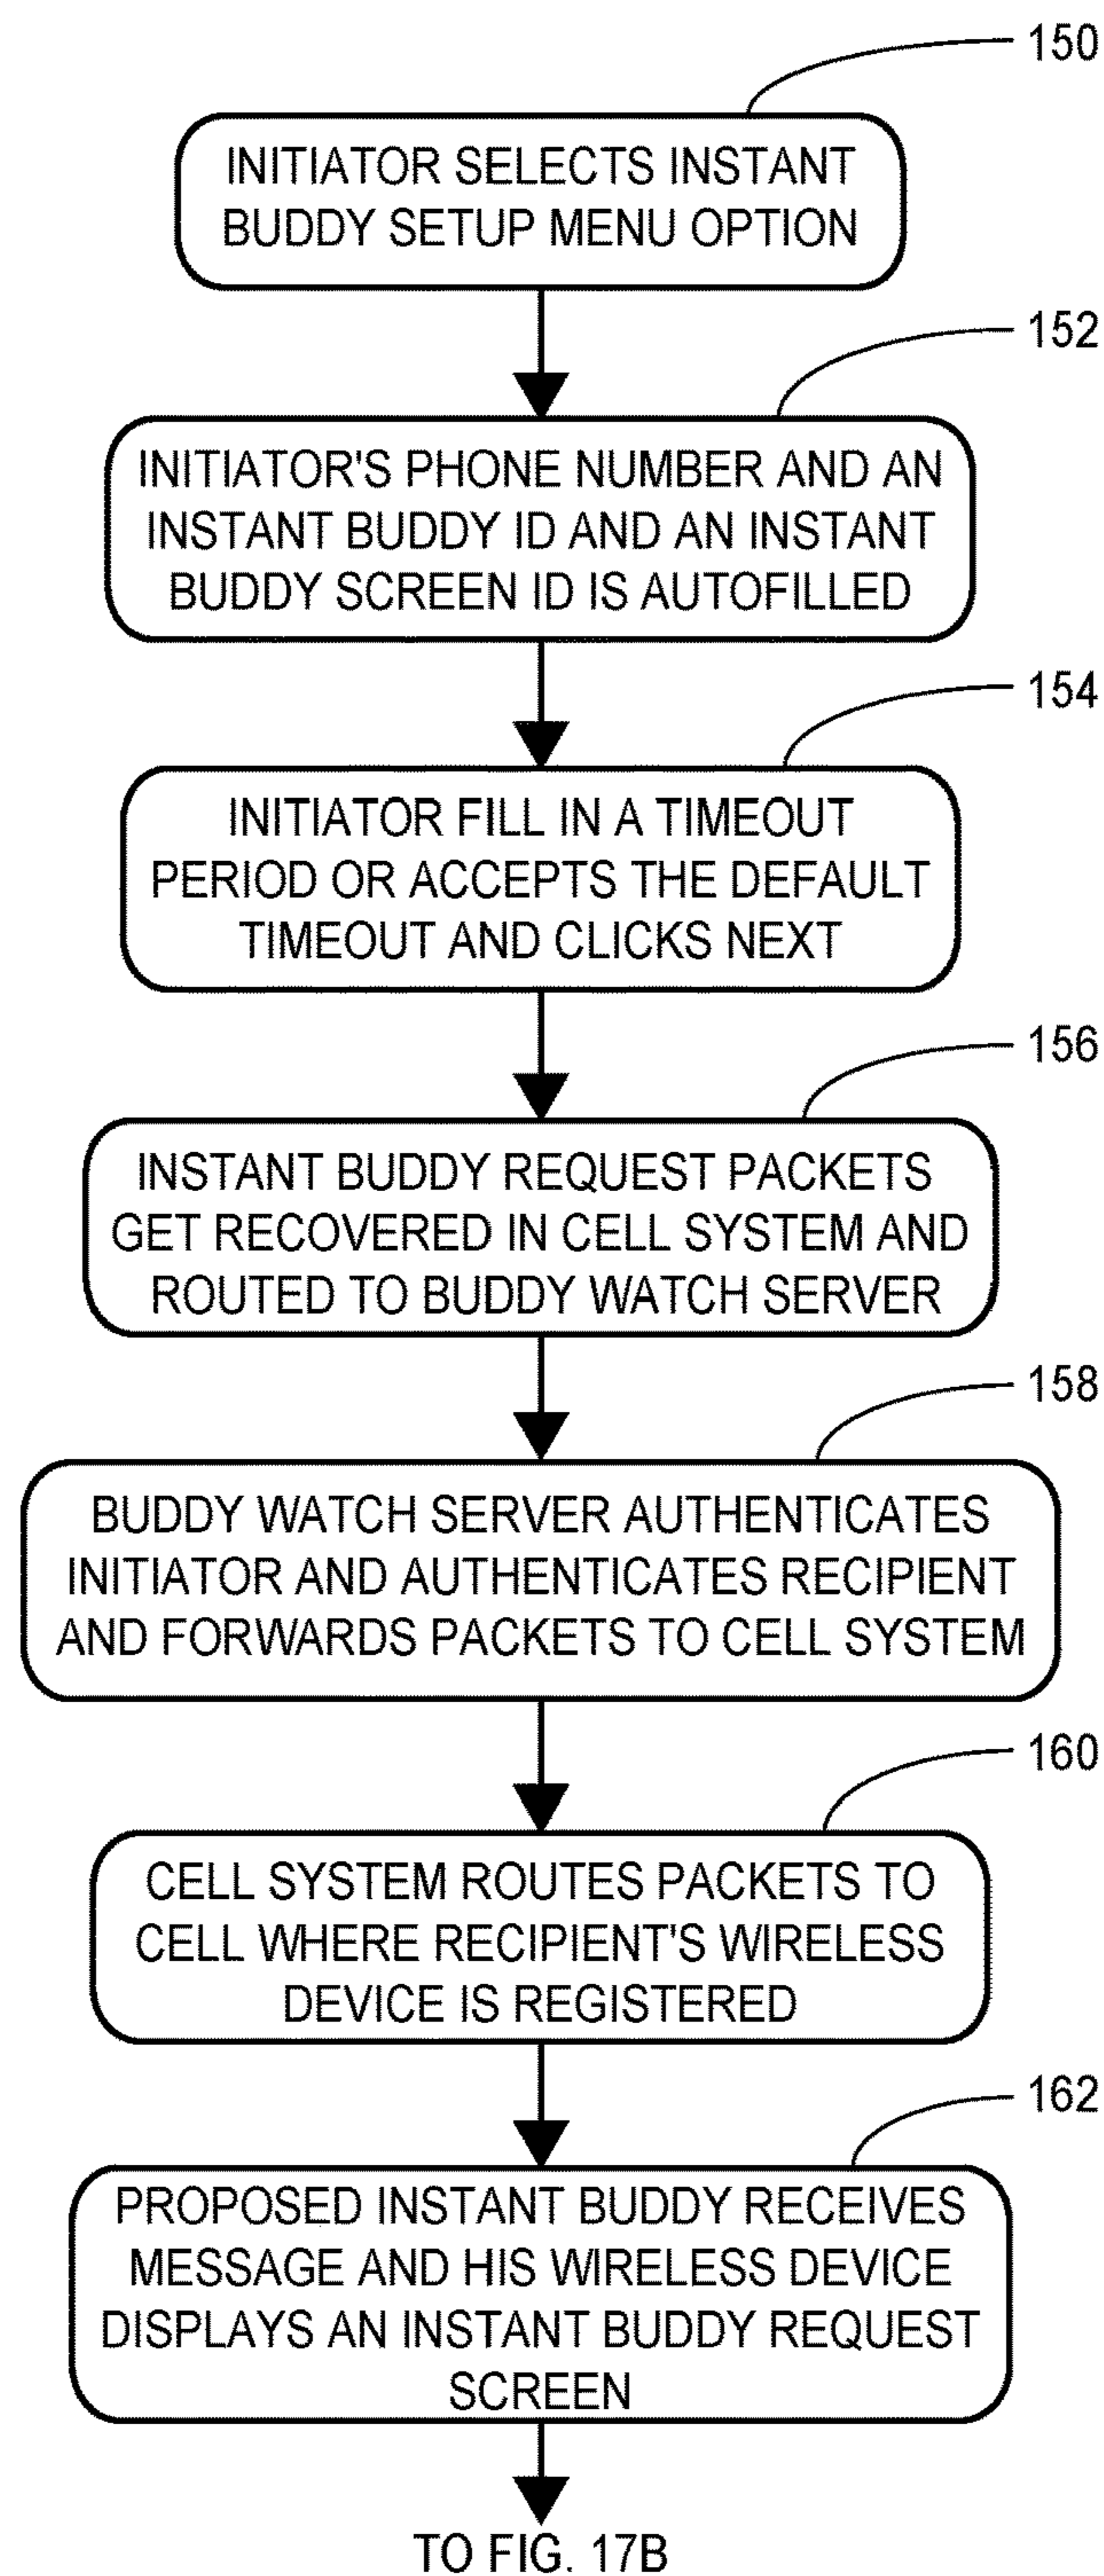 150
INITIATOR SELECTS INSTANT
BUDDY SETUP MENU OPTION
152
INITIATOR'S PHONE NUMBER AND AN
INSTANT BUDDY ID AND AN INSTANT
BUDDY SCREEN ID IS AUTOFILLED
154
INITIATOR FILL IN A TIMEOUT
PERIOD OR ACCEPTS THE DEFAULT
TIMEOUT AND CLICKS NEXT
156
INSTANT BUDDY REQUEST PACKETS
GET RECOVERED IN CELL SYSTEM AND
ROUTED TO BUDDY WATCH SERVER
158
BUDDY WATCH SERVER AUTHENTICATES
INITIATOR AND AUTHENTICATES RECIPIENT
AND FORWARDS PACKETS TO CELL SYSTEM
160
CELL SYSTEM ROUTES PACKETS TO
CELL WHERE RECIPIENT'S WIRELESS
DEVICE IS REGISTERED
162
PROPOSED INSTANT BUDDY RECEIVES
MESSAGE AND HIS WIRELESS DEVICE
DISPLAYS AN INSTANT BUDDY REQUEST
SCREEN
TO FIG. 17B